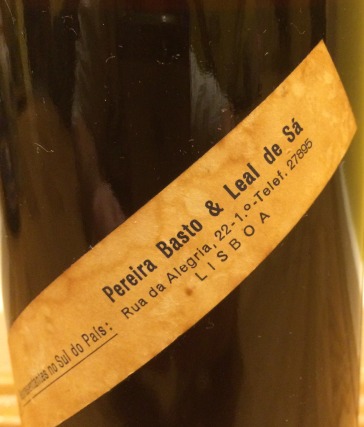 no Sul do País:
Pereira Basto & Leal de Sá
Rua da Alegria, 22-1.º-Telef. 27895
LISBOA